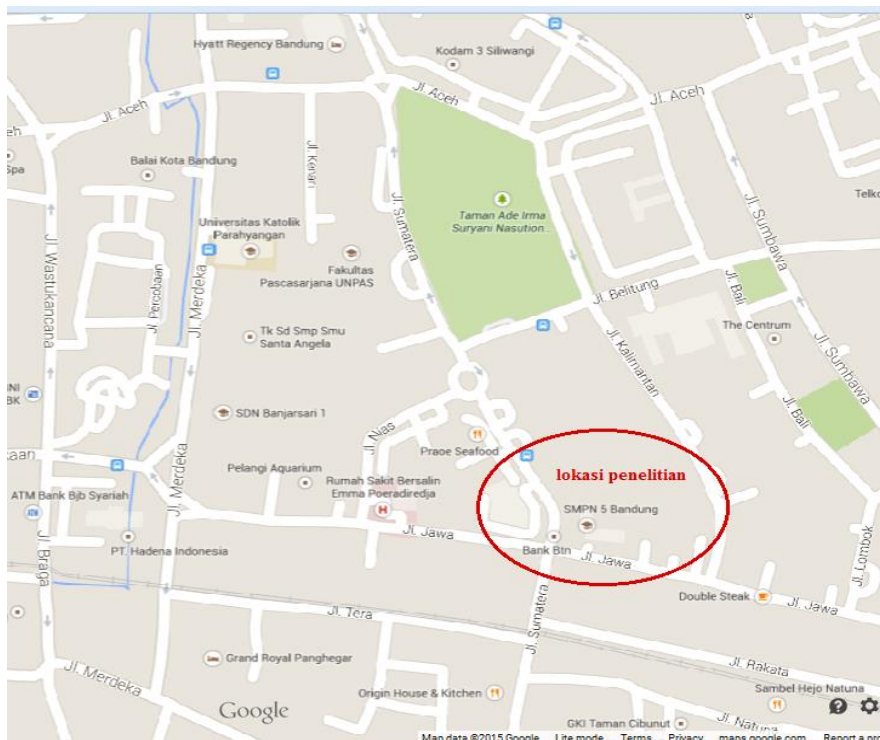 Hyatt Regency Bandung
Kodam 3 Siliwangi
Jl. Aceh
Jl. Aceh
Jl. Aceh
eh
Spa
Balai Kota Bandung
Jl. Kenari
Telko
Taman Ade Irma
Suryani Nasution..
Universitas Katolik
Parahyangan
Jl. Sumatera
Jl. Sumbawa
Jl. Wastukancana
Fakultas
Pascasarjana UNPAS
Jl. Percobaan
Jl. Merdeka
Jl. Belitung
Jl. Bali
The Centrum
Tk Sd Smp Smu
Santa Angela
Jl. Kalimantan
Jl. Sumbawa
BNI
BK
SDN Banjarsari 1
Jl. Nias
Jl. Bali
Praoe Seafood
kaan
Pelangi Aquarium
Jl. Merdeka
Rumah Sakit Bersalin
Emma Poeradiredja
lokasi penelitian
ATM Bank Bjb Syariah
SMPN 5 Bandung
Jl. Jawa
PT. Hadena Indonesia
Bank Btn
Jl. Jawa
Jl. Braga
Jl. Lombok
Double Steak
Jl. Jawa
Jl. Tera
Jl. Sumatera
Grand Royal Panghegar
Jl. Merdeka
Jl. Rakata
Origin House & Kitchen
Sambel Hejo Natuna
Google
GKI Taman Cibunut
Jl. Natuna
Map data ©2015 Google Lite mode Terms Privacy maps.google.com Report a pro